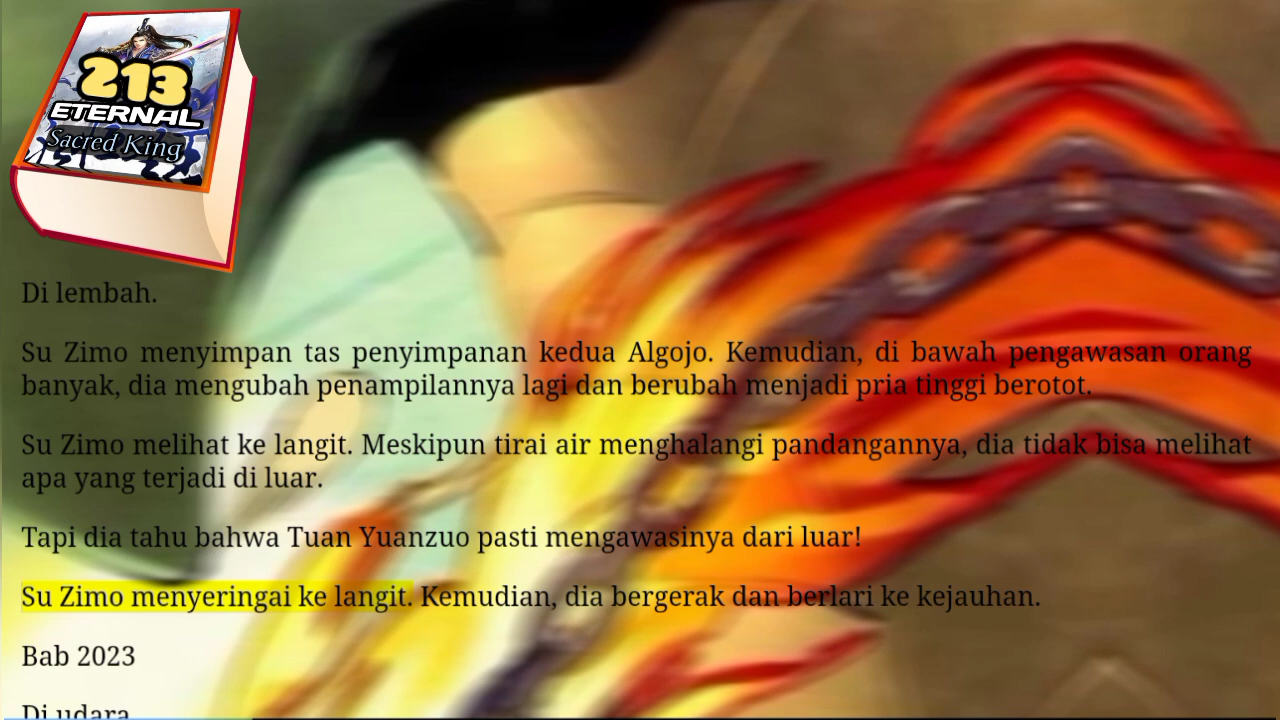 213
ETERNAL
Sacred King
Di lembah.
Su Zimo menyimpan tas penyimpanan kedua Algojo. Kemudian, di bawah pengawasan orang
banyak, dia mengubah penampilannya lagi dan berubah menjadi pria tinggi berotot.
Su Zimo melihat ke langit. Meskipun tirai air menghalangi pandangannya, dia tidak bisa melihat
apa yang terjadi di luar.
Tapi dia tahu bahwa Tuan Yuanzuo pasti mengawasinya dari luar!
Su Zimo menyeringai ke langit. Kemudian, dia bergerak dan berlari ke kejauhan.
Bab 2023
Di udara